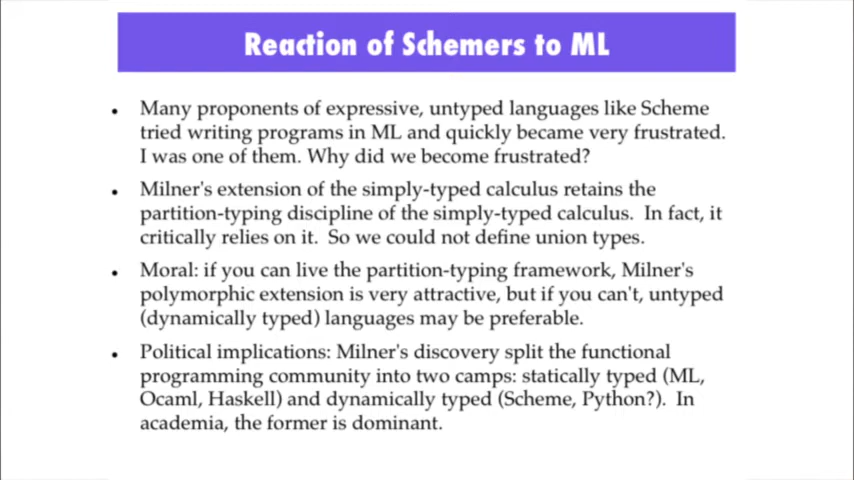 Reaction of Schemers to ML
• Many proponents of expressive, untyped languages like Scheme
tried writing programs in ML and quickly became very frustrated.
I was one of them. Why did we become frustrated?
• Milner's extension of the simply-typed calculus retains the
partition-typing discipline of the simply-typed calculus. In fact, it
critically relies on it. So we could not define union types.
• Moral: if you can live the partition-typing framework, Milner's
polymorphic extension is very attractive, but if you can't, untyped
(dynamically typed) languages may be preferable.
• Political implications: Milner's discovery split the functional
programming community into two camps: statically typed (ML,
Ocaml, Haskell) and dynamically typed (Scheme, Python?). In
academia, the former is dominant.